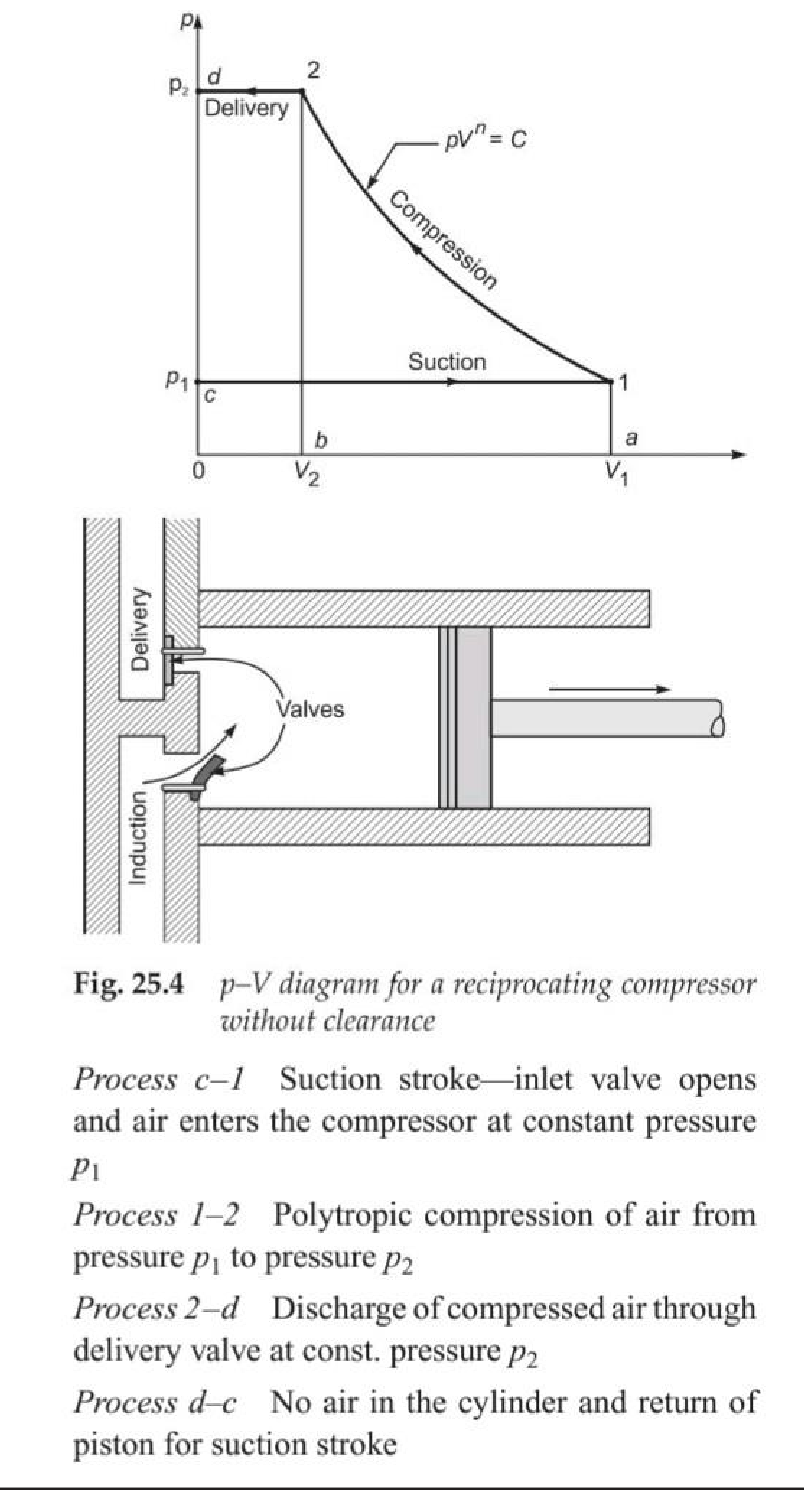 p
p₂
d
2
Delivery
pVⁿ = C
Compression
Suction
p₁
c
1
b
a
0
V₂
V₁
Delivery
Valves
Induction
Fig. 25.4 p–V diagram for a reciprocating compressor
without clearance
Process c–1 Suction stroke—inlet valve opens
and air enters the compressor at constant pressure
p₁
Process 1–2 Polytropic compression of air from
pressure p₁ to pressure p₂
Process 2–d Discharge of compressed air through
delivery valve at const. pressure p₂
Process d–c No air in the cylinder and return of
piston for suction stroke